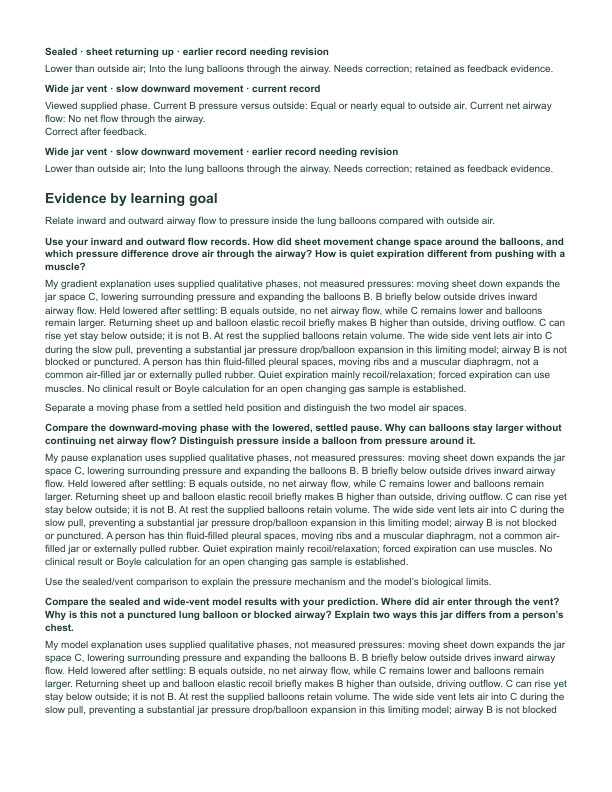 Sealed · sheet returning up · earlier record needing revision
Lower than outside air; Into the lung balloons through the airway. Needs correction; retained as feedback evidence.
Wide jar vent · slow downward movement · current record
Viewed supplied phase. Current B pressure versus outside: Equal or nearly equal to outside air. Current net airway
flow: No net flow through the airway.
Correct after feedback.
Wide jar vent · slow downward movement · earlier record needing revision
Lower than outside air; Into the lung balloons through the airway. Needs correction; retained as feedback evidence.
Evidence by learning goal
Relate inward and outward airway flow to pressure inside the lung balloons compared with outside air.
Use your inward and outward flow records. How did sheet movement change space around the balloons, and
which pressure difference drove air through the airway? How is quiet expiration different from pushing with a
muscle?
My gradient explanation uses supplied qualitative phases, not measured pressures: moving sheet down expands the
jar space C, lowering surrounding pressure and expanding the balloons B. B briefly below outside drives inward
airway flow. Held lowered after settling: B equals outside, no net airway flow, while C remains lower and balloons
remain larger. Returning sheet up and balloon elastic recoil briefly makes B higher than outside, driving outflow. C can
rise yet stay below outside; it is not B. At rest the supplied balloons retain volume. The wide side vent lets air into C
during the slow pull, preventing a substantial jar pressure drop/balloon expansion in this limiting model; airway B is not
blocked or punctured. A person has thin fluid-filled pleural spaces, moving ribs and a muscular diaphragm, not a
common air-filled jar or externally pulled rubber. Quiet expiration mainly recoil/relaxation; forced expiration can use
muscles. No clinical result or Boyle calculation for an open changing gas sample is established.
Separate a moving phase from a settled held position and distinguish the two model air spaces.
Compare the downward-moving phase with the lowered, settled pause. Why can balloons stay larger without
continuing net airway flow? Distinguish pressure inside a balloon from pressure around it.
My pause explanation uses supplied qualitative phases, not measured pressures: moving sheet down expands the jar
space C, lowering surrounding pressure and expanding the balloons B. B briefly below outside drives inward airway
flow. Held lowered after settling: B equals outside, no net airway flow, while C remains lower and balloons remain
larger. Returning sheet up and balloon elastic recoil briefly makes B higher than outside, driving outflow. C can rise yet
stay below outside; it is not B. At rest the supplied balloons retain volume. The wide side vent lets air into C during the
slow pull, preventing a substantial jar pressure drop/balloon expansion in this limiting model; airway B is not blocked
or punctured. A person has thin fluid-filled pleural spaces, moving ribs and a muscular diaphragm, not a common air-
filled jar or externally pulled rubber. Quiet expiration mainly recoil/relaxation; forced expiration can use muscles. No
clinical result or Boyle calculation for an open changing gas sample is established.
Use the sealed/vent comparison to explain the pressure mechanism and the model's biological limits.
Compare the sealed and wide-vent model results with your prediction. Where did air enter through the vent?
Why is this not a punctured lung balloon or blocked airway? Explain two ways this jar differs from a person's
chest.
My model explanation uses supplied qualitative phases, not measured pressures: moving sheet down expands the jar
space C, lowering surrounding pressure and expanding the balloons B. B briefly below outside drives inward airway
flow. Held lowered after settling: B equals outside, no net airway flow, while C remains lower and balloons remain
larger. Returning sheet up and balloon elastic recoil briefly makes B higher than outside, driving outflow. C can rise yet
stay below outside; it is not B. At rest the supplied balloons retain volume. The wide side vent lets air into C during the
slow pull, preventing a substantial jar pressure drop/balloon expansion in this limiting model; airway B is not blocked